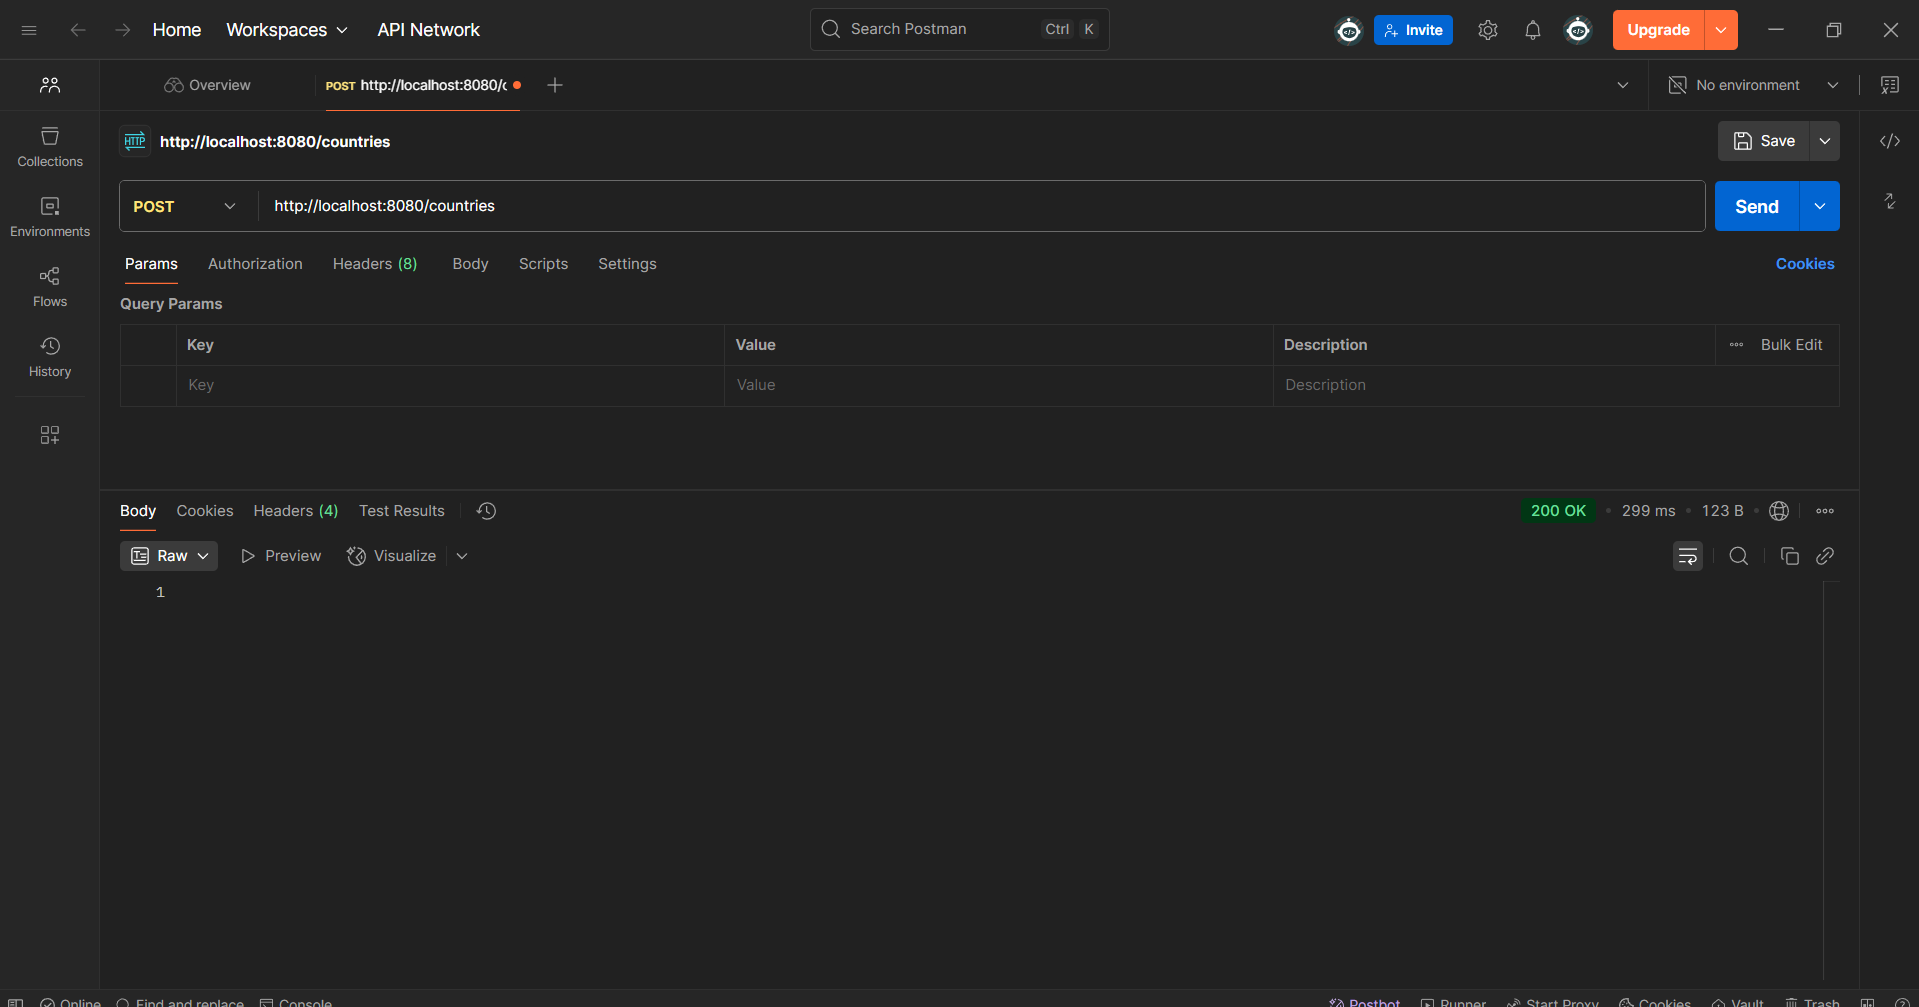 Home Workspaces API Network Search Postman Ctrl K Invite Upgrade
Overview POST http://localhost:8080/c No environment
HTTP http://localhost:8080/countries Save
Collections
POST http://localhost:8080/countries Send
Environments
Params Authorization Headers (8) Body Scripts Settings Cookies
Flows
Query Params
Key Value Description Bulk Edit
History
Key Value Description
Body Cookies Headers (4) Test Results 200 OK 299 ms 123 B
Raw Preview Visualize
1
Online Find and replace Console Postbot Runner Start Proxy Cookies Vault Trash